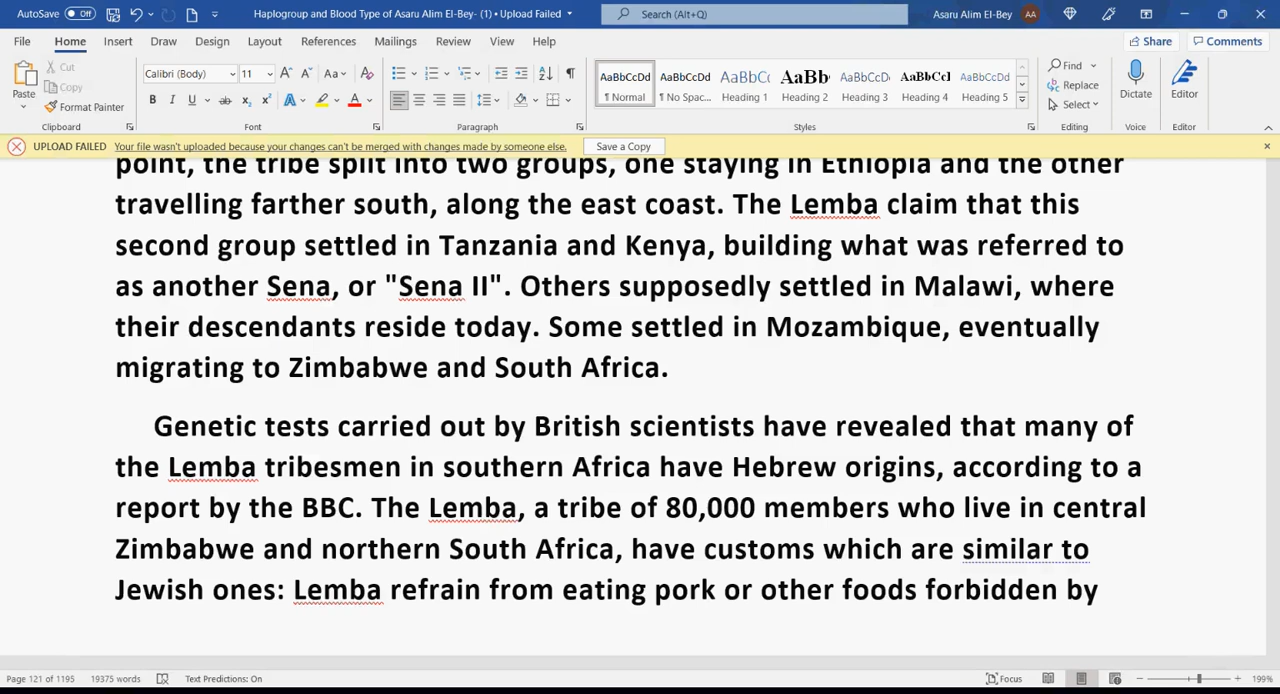 AutoSave Off Haplogroup and Blood Type of Asaru Alim El-Bey- (1) • Upload Failed Search (Alt+Q) Asaru Alim El-Bey AA
File Home Insert Draw Design Layout References Mailings Review View Help Share Comments
Paste Cut Copy Format Painter
Calibri (Body) 11
AaBbCcDd ¶ Normal AaBbCcDd ¶ No Spac... AaBbCc Heading 1 AaBb Heading 2 AaBbCcDd Heading 3 AaBbCcI Heading 4 AaBbCcDd Heading 5
Find Replace Select Dictate Editor
Clipboard Font Paragraph Styles Editing Voice Editor
UPLOAD FAILED Your file wasn't uploaded because your changes can't be merged with changes made by someone else. Save a Copy
point, the tribe split into two groups, one staying in Ethiopia and the other
travelling farther south, along the east coast. The Lemba claim that this
second group settled in Tanzania and Kenya, building what was referred to
as another Sena, or "Sena II". Others supposedly settled in Malawi, where
their descendants reside today. Some settled in Mozambique, eventually
migrating to Zimbabwe and South Africa.
Genetic tests carried out by British scientists have revealed that many of
the Lemba tribesmen in southern Africa have Hebrew origins, according to a
report by the BBC. The Lemba, a tribe of 80,000 members who live in central
Zimbabwe and northern South Africa, have customs which are similar to
Jewish ones: Lemba refrain from eating pork or other foods forbidden by
Page 121 of 1195 19375 words Text Predictions: On Focus 199%